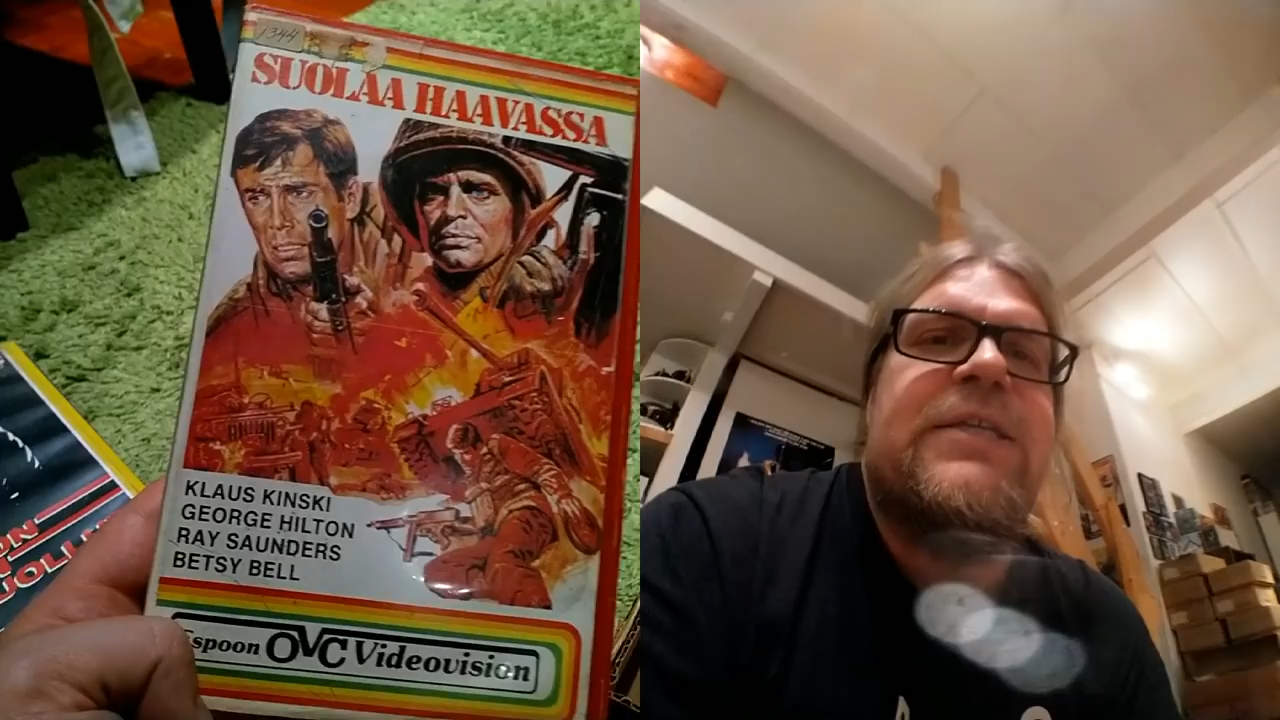 1344
SUOLAA HAAVASSA
KLAUS KINSKI
GEORGE HILTON
RAY SAUNDERS
BETSY BELL
Espoon OVC Videovision